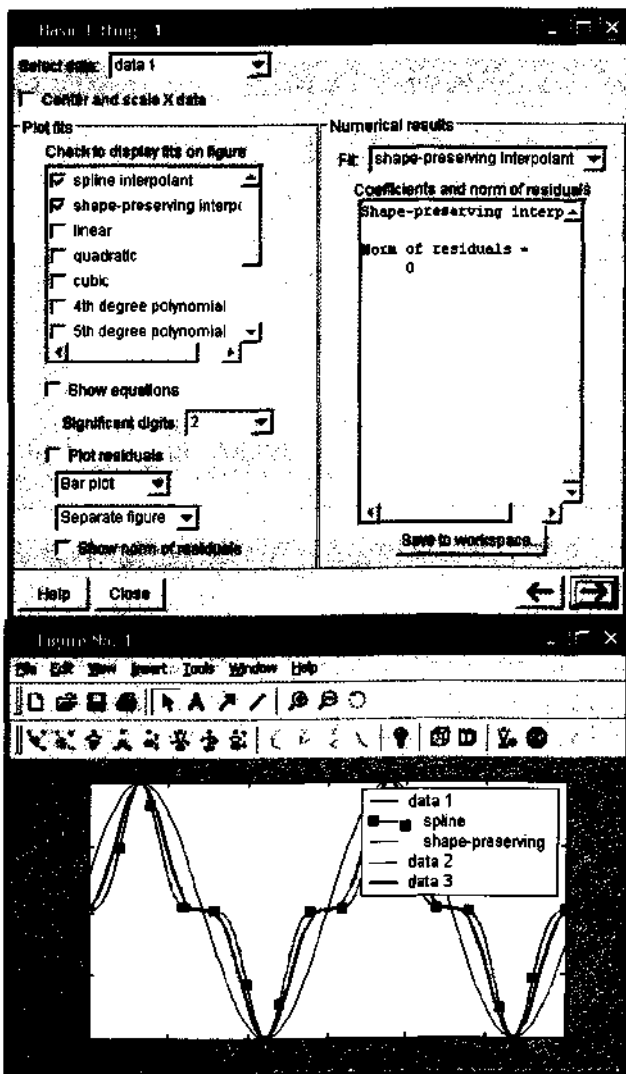 Basic Fitting - 1
Select data: data 1
Center and scale X data
Plot fits
Check to display fits on figure
spline interpolant
shape-preserving interpo
linear
quadratic
cubic
4th degree polynomial
5th degree polynomial
Show equations
Significant digits: 2
Plot residuals
Bar plot
Separate figure
Show norm of residuals
Numerical results
Fit: shape-preserving interpolant
Coefficients and norm of residuals
Shape-preserving interp
Norm of residuals =
0
Save to workspace...
Help
Close
Figure No. 1
File Edit View Insert Tools Window Help
data 1
spline
shape-preserving
data 2
data 3